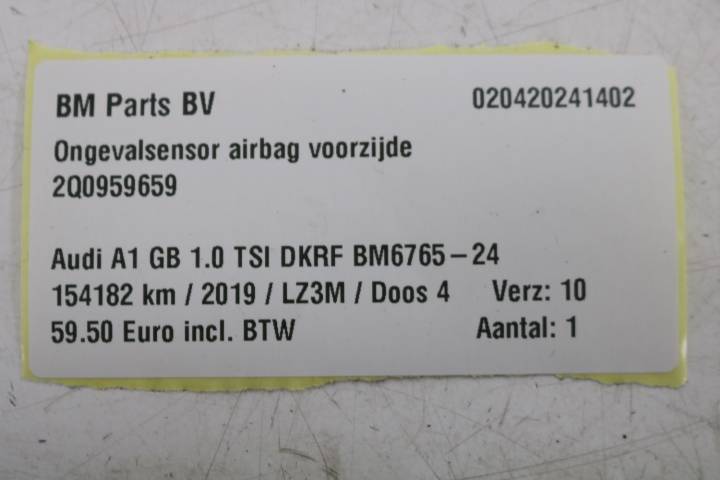 BM Parts BV 020420241402
Ongevalsensor airbag voorzijde
2Q0959659
Audi A1 GB 1.0 TSI DKRF BM6765-24
154182 km / 2019 / LZ3M / Doos 4 Verz: 10
59.50 Euro incl. BTW Aantal: 1